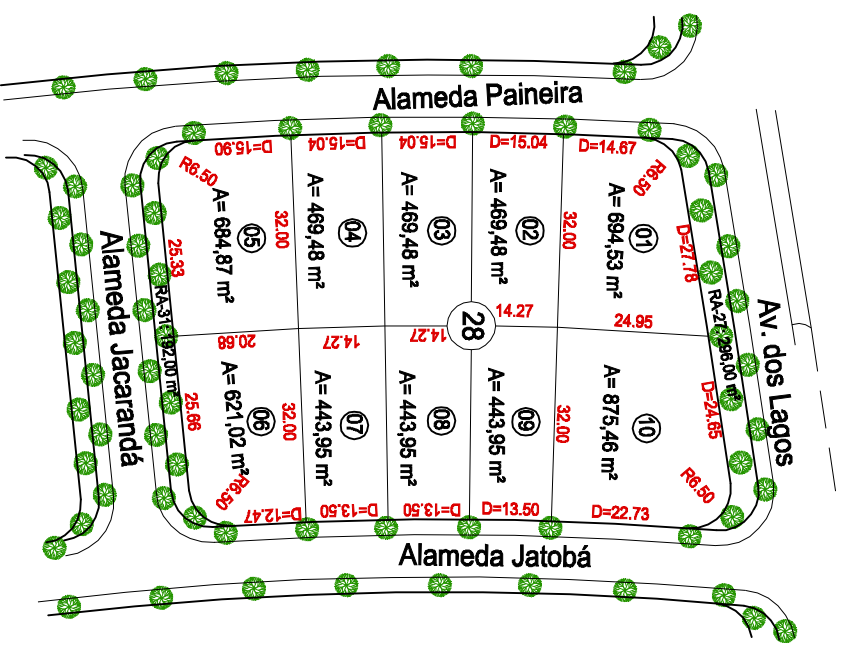 Alameda Paineira
D=15.90
D=15.04
D=15.04
D=15.04
D=14.67
R6.50
R6.50
A= 684,87 m²
05
32.00
A= 469,48 m²
04
A= 469,48 m²
03
A= 469,48 m²
02
32.00
A= 694,53 m²
01
D=27.78
25.33
Alameda Jacarandá
RA-31: 192,00 m²
RA-27: 296,00 m²
Av. dos Lagos
20.68
14.27
14.27
28
14.27
24.95
25.66
A= 621,02 m²
06
32.00
A= 443,95 m²
07
A= 443,95 m²
08
A= 443,95 m²
09
32.00
A= 875,46 m²
10
D=24.65
R6.50
R6.50
D=12.47
D=13.50
D=13.50
D=13.50
D=22.73
Alameda Jatobá